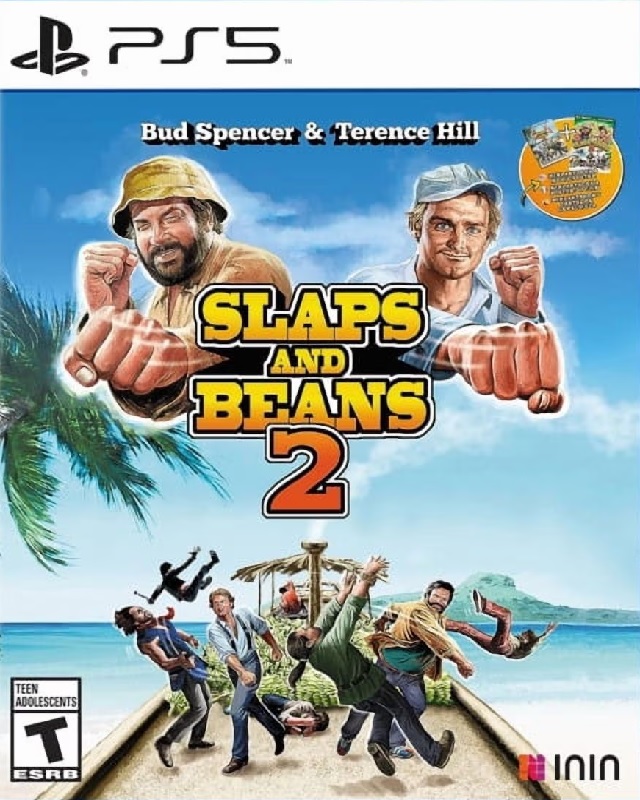 PS5
Bud Spencer & Terence Hill
SLAPS
AND
BEANS
2
TEEN
ADOLESCENTS
T
ESRB
ININ